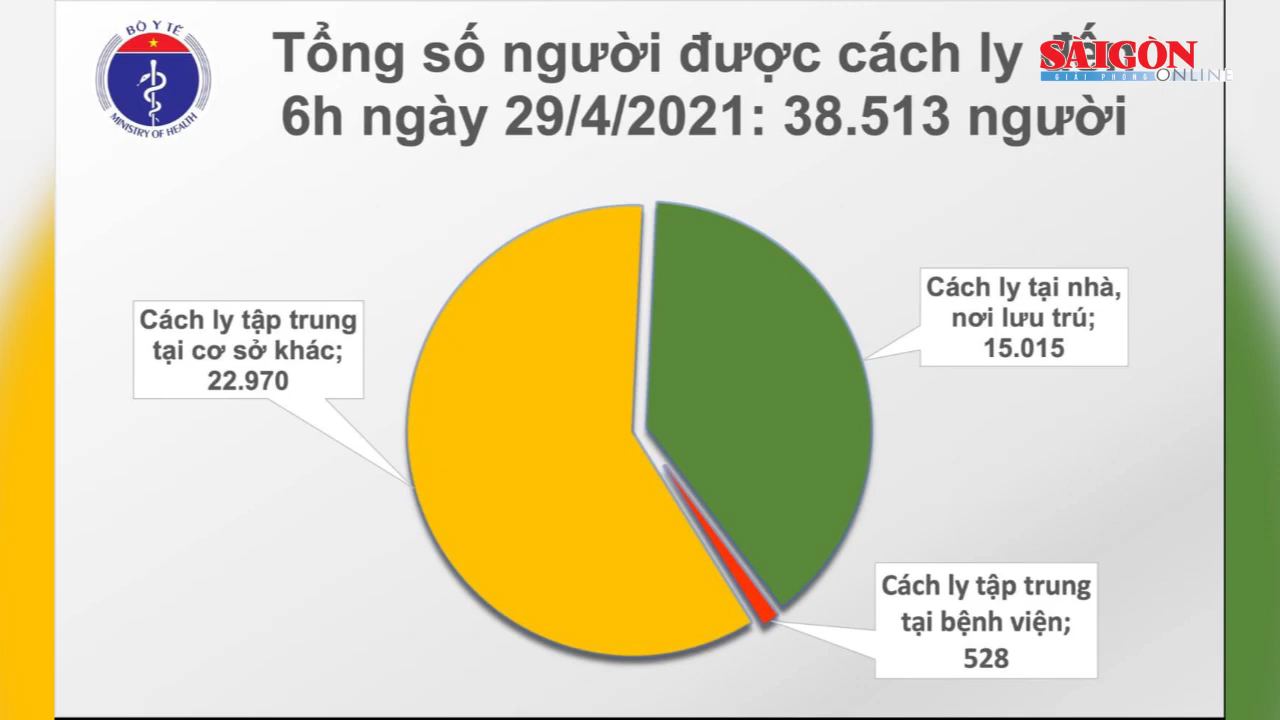 BỘ Y TẾ
MINISTRY OF HEALTH
Tổng số người được cách ly
SÀIGÒN
GIẢI PHÓNG ONLINE
6h ngày 29/4/2021: 38.513 người
Cách ly tại nhà,
nơi lưu trú;
15.015
Cách ly tập trung
tại cơ sở khác;
22.970
Cách ly tập trung
tại bệnh viện;
528